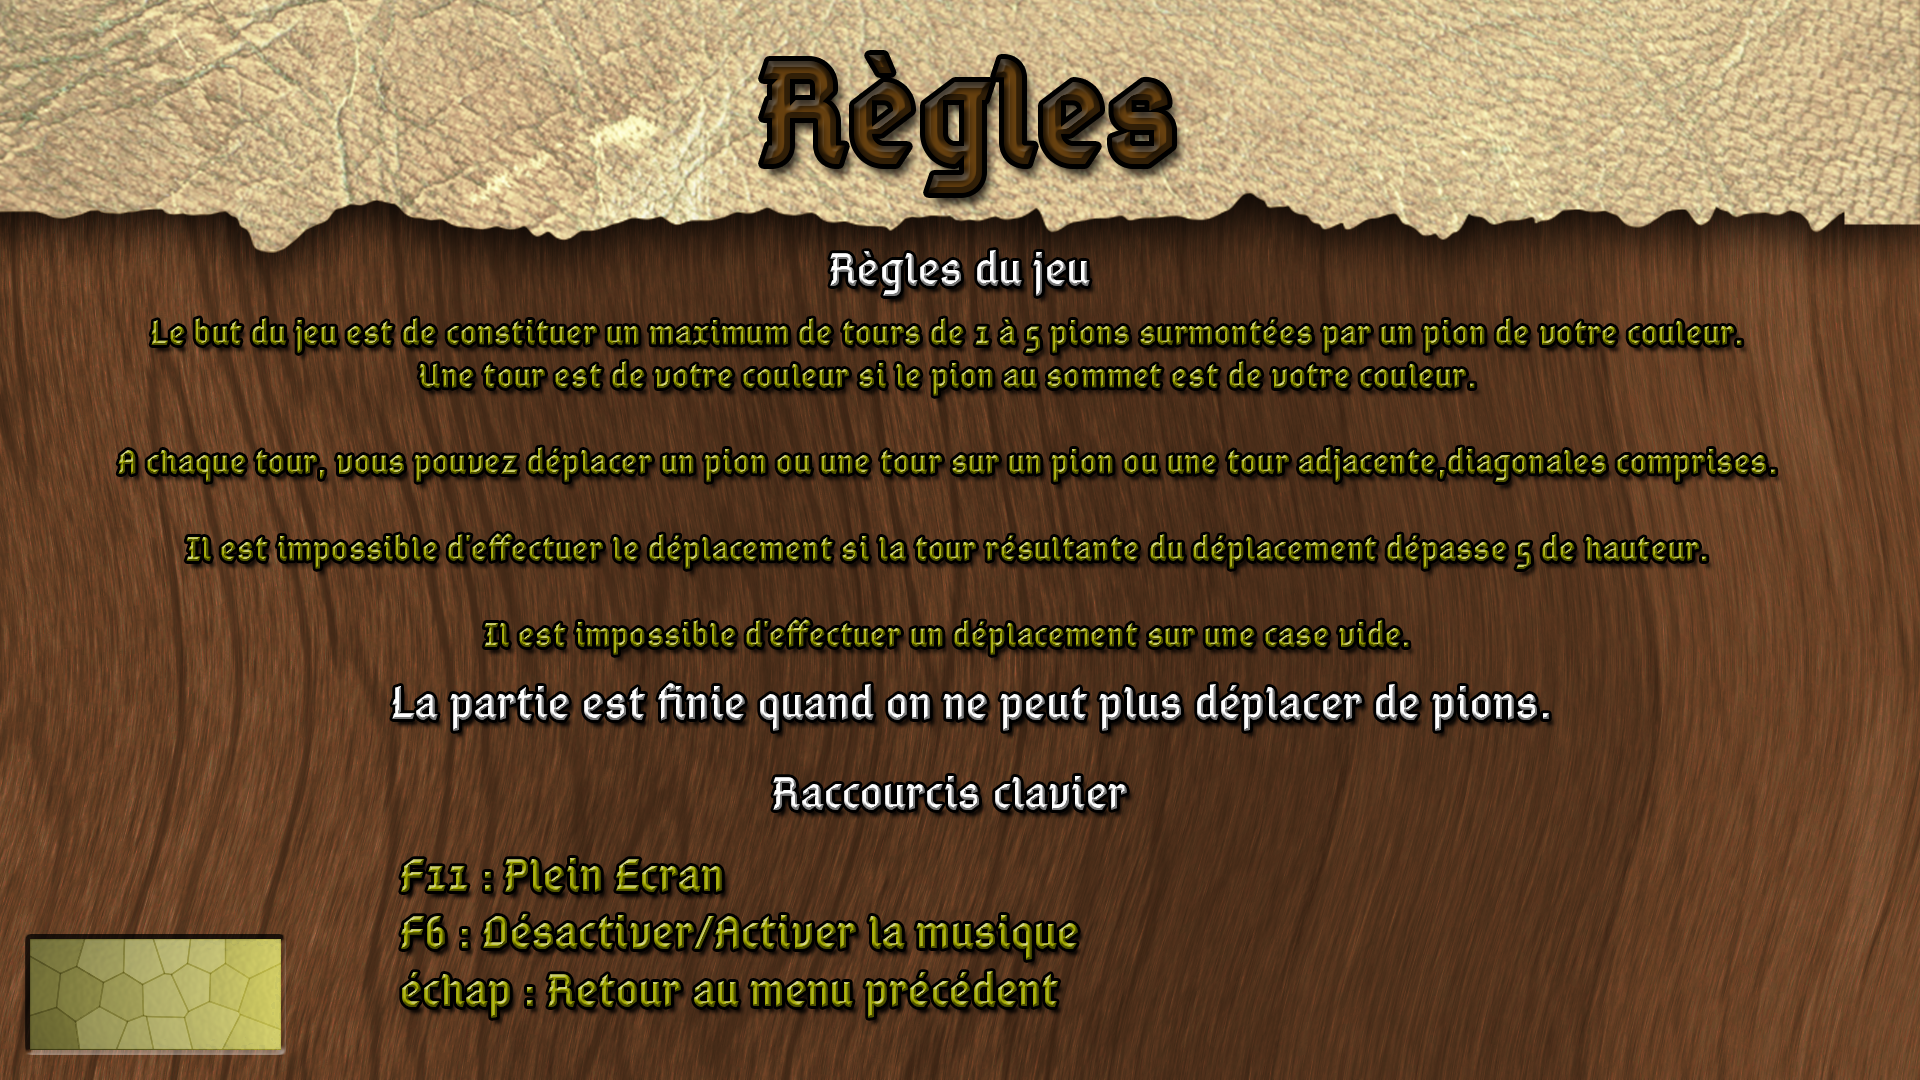 Règles
Règles du jeu
Le but du jeu est de constituer un maximum de tours de 1 à 5 pions surmontées par un pion de votre couleur.
Une tour est de votre couleur si le pion au sommet est de votre couleur.
A chaque tour, vous pouvez déplacer un pion ou une tour sur un pion ou une tour adjacente,diagonales comprises.
Il est impossible d'effectuer le déplacement si la tour résultante du déplacement dépasse 5 de hauteur.
Il est impossible d'effectuer un déplacement sur une case vide.
La partie est finie quand on ne peut plus déplacer de pions.
Raccourcis clavier
F11 : Plein Ecran
F6 : Désactiver/Activer la musique
échap : Retour au menu précédent